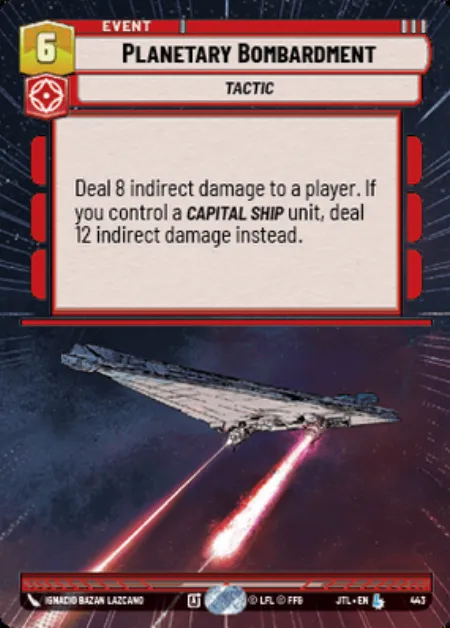 EVENT
6
PLANETARY BOMBARDMENT
TACTIC
Deal 8 indirect damage to a player. If
you control a CAPITAL SHIP unit, deal
12 indirect damage instead.
IGNACIO BAZAN LAZCANO
© LFL © FFG
JTL • EN
443